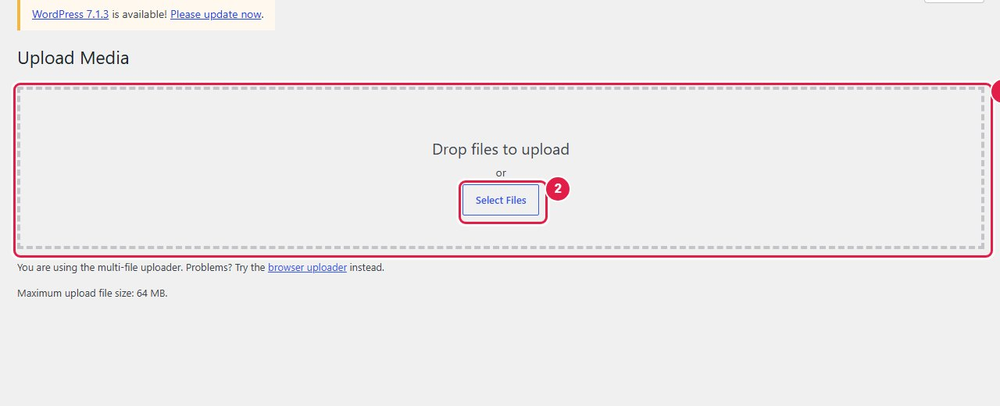 WordPress 7.1.3 is available! Please update now.
Upload Media
Drop files to upload
or
Select Files
2
You are using the multi-file uploader. Problems? Try the browser uploader instead.
Maximum upload file size: 64 MB.